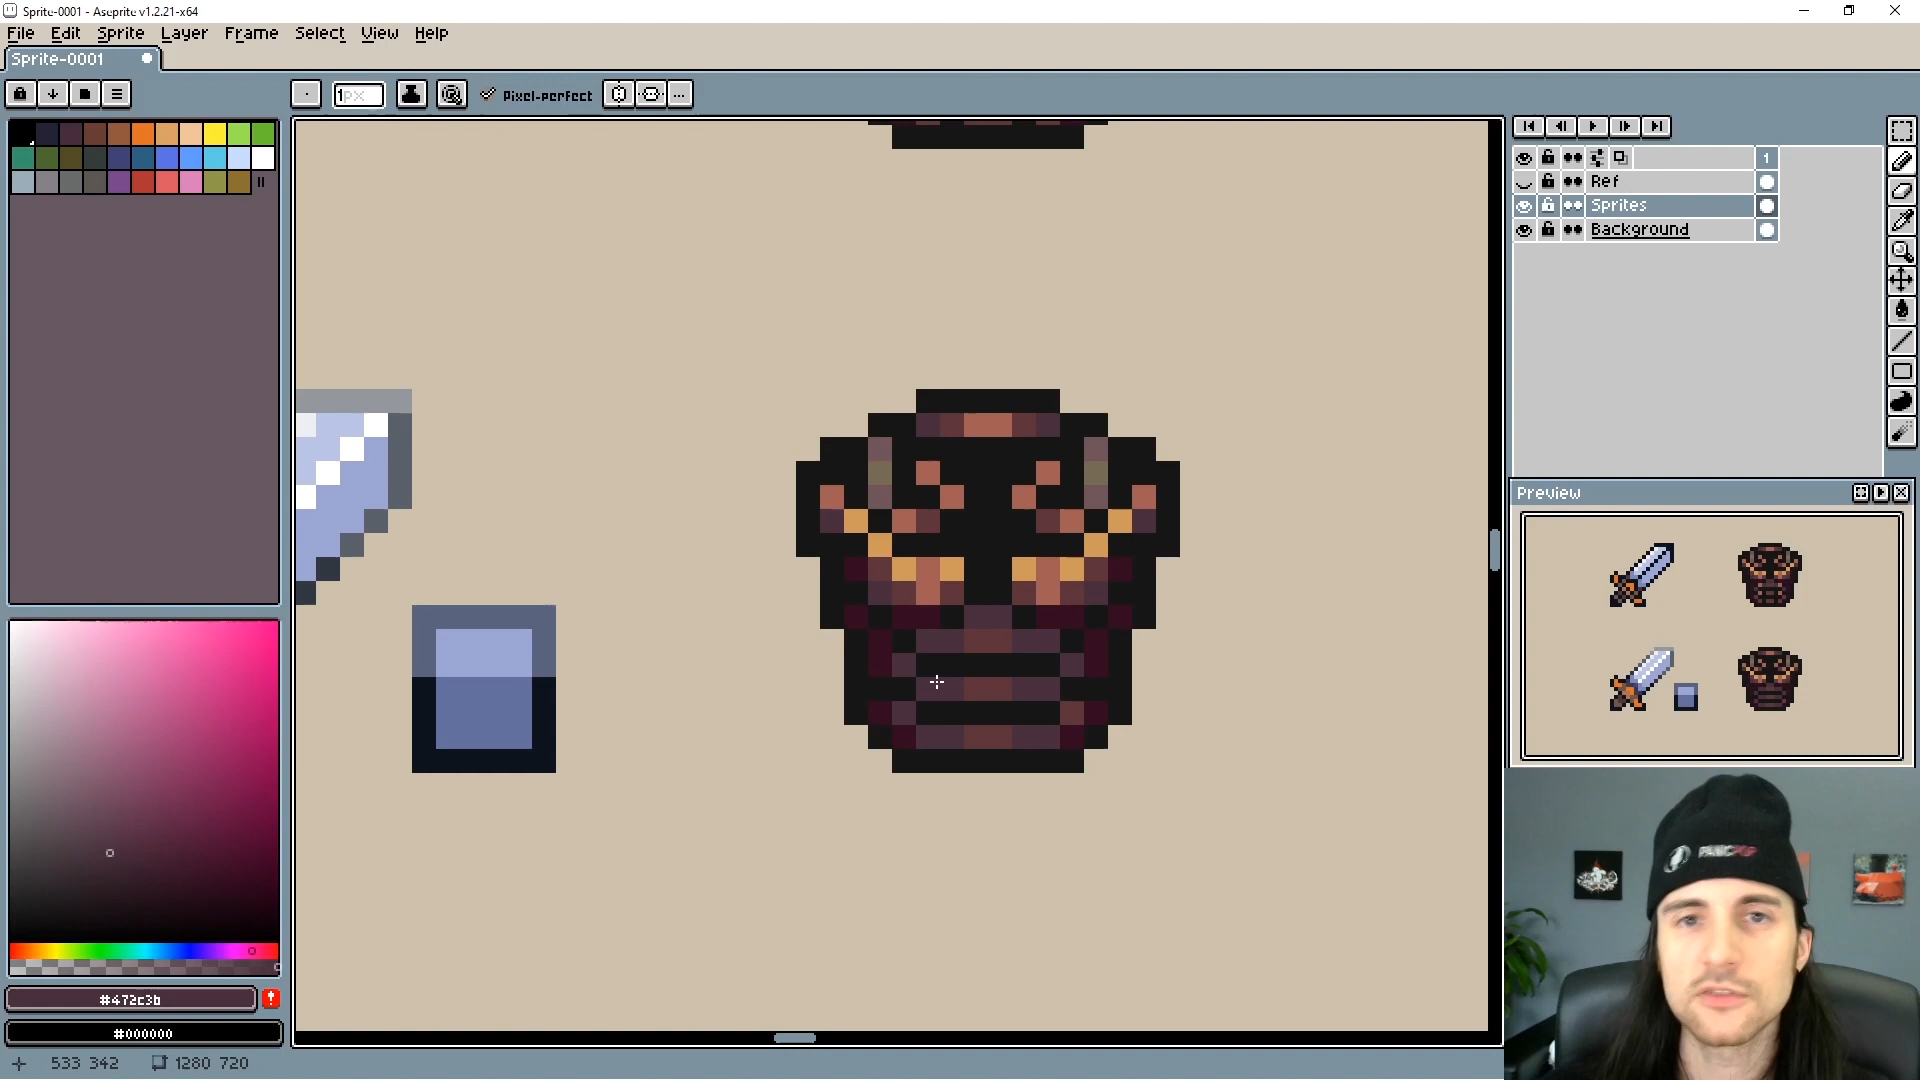 Sprite-0001 - Aseprite v1.2.21-x64
File Edit Sprite Layer Frame Select View Help
Sprite-0001
1px Pixel-perfect
1
Ref
Sprites
Background
Preview
PANIC
#472c3b
#000000
533 342 1280 720